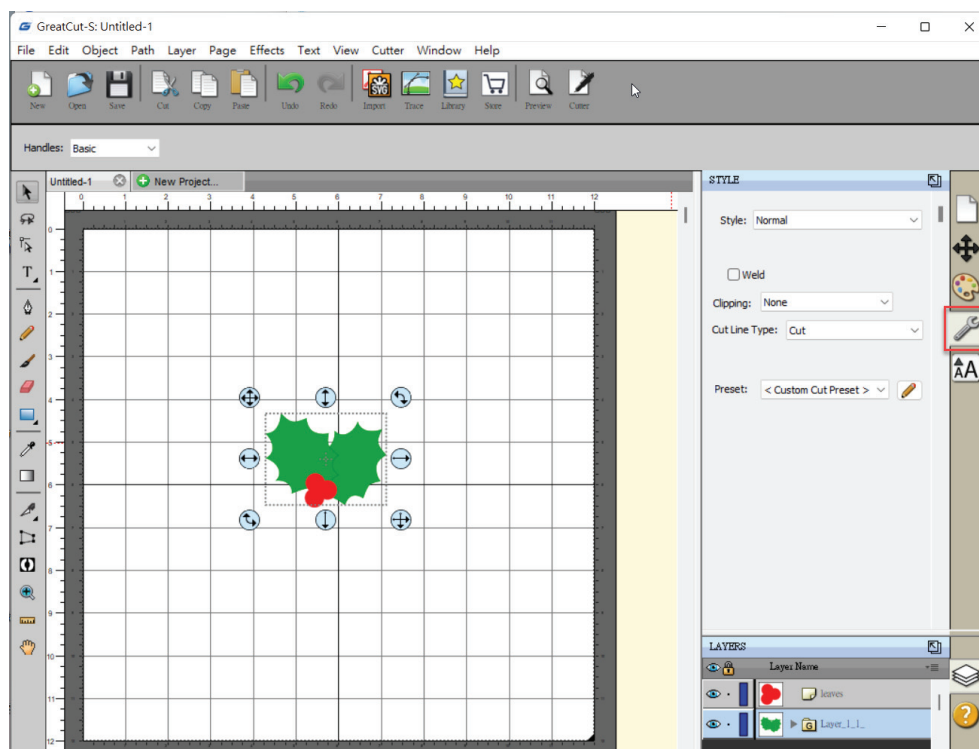 GreatCut-S: Untitled-1
File Edit Object Path Layer Page Effects Text View Cutter Window Help
New Open Save Cut Copy Paste Undo Redo Import Trace Library Store Preview Cutter
SVG
Handles: Basic
Untitled-1 New Project...
0 1 2 3 4 5 6 7 8 9 10 11 12
0
1
2
3
4
5
6
7
8
9
10
11
12
T
STYLE
Style: Normal
Weld
Clipping: None
Cut Line Type: Cut
Preset: < Custom Cut Preset >
AA
LAYERS
Layer Name
leaves
G Layer_1_1_
?